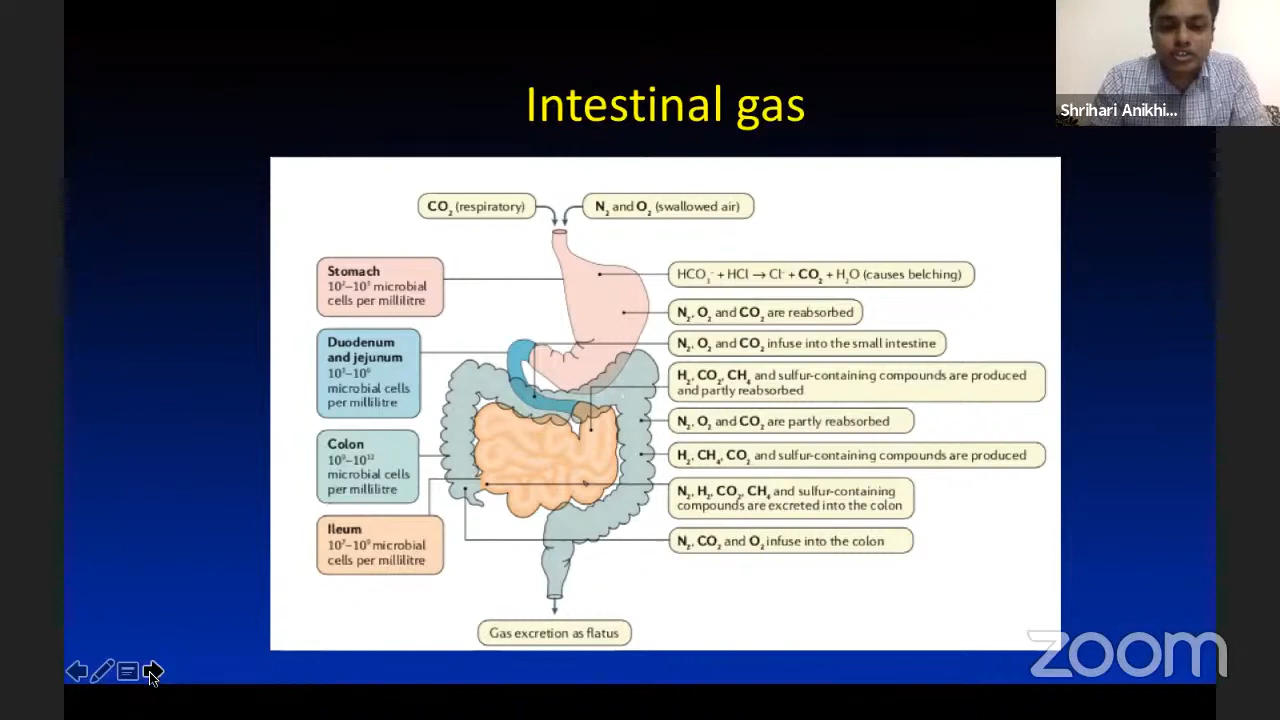 Intestinal gas
Shrihari Anikhi...
CO₂ (respiratory)
N₂ and O₂ (swallowed air)
Stomach
10²–10³ microbial
cells per millilitre
Duodenum
and jejunum
10³–10⁶
microbial cells
per millilitre
Colon
10⁹–10¹²
microbial cells
per millilitre
Ileum
10⁷–10⁹ microbial
cells per millilitre
HCO₃⁻ + HCl → Cl⁻ + CO₂ + H₂O (causes belching)
N₂, O₂ and CO₂ are reabsorbed
N₂, O₂ and CO₂ infuse into the small intestine
H₂, CO₂, CH₄ and sulfur-containing compounds are produced
and partly reabsorbed
N₂, O₂ and CO₂ are partly reabsorbed
H₂, CH₄, CO₂ and sulfur-containing compounds are produced
N₂, H₂, CO₂, CH₄ and sulfur-containing
compounds are excreted into the colon
N₂, CO₂ and O₂ infuse into the colon
Gas excretion as flatus
zoom